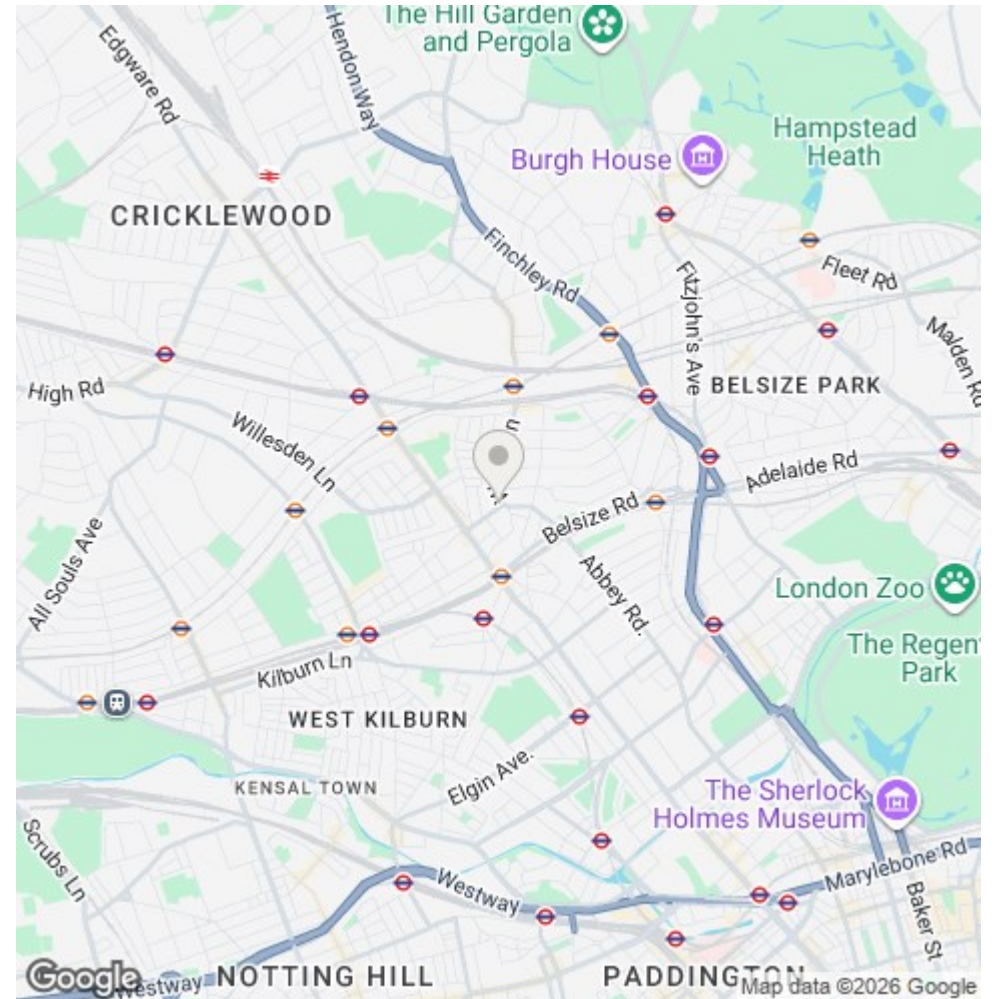 The Hill Garden
and Pergola
Edgware Rd
Hendon Way
Burgh House
Hampstead
Heath
CRICKLEWOOD
Finchley Rd
Fleet Rd
Fitzjohn's Ave
Malden Rd
High Rd
BELSIZE PARK
Willesden Ln
Adelaide Rd
Belsize Rd
All Souls Ave
Abbey Rd.
London Zoo
The Regent
Park
Kilburn Ln
WEST KILBURN
Elgin Ave.
KENSAL TOWN
The Sherlock
Holmes Museum
Scrubs Ln
Marylebone Rd
Westway
Baker St
Google
Westway
NOTTING HILL
PADDINGTON
Map data ©2026 Google